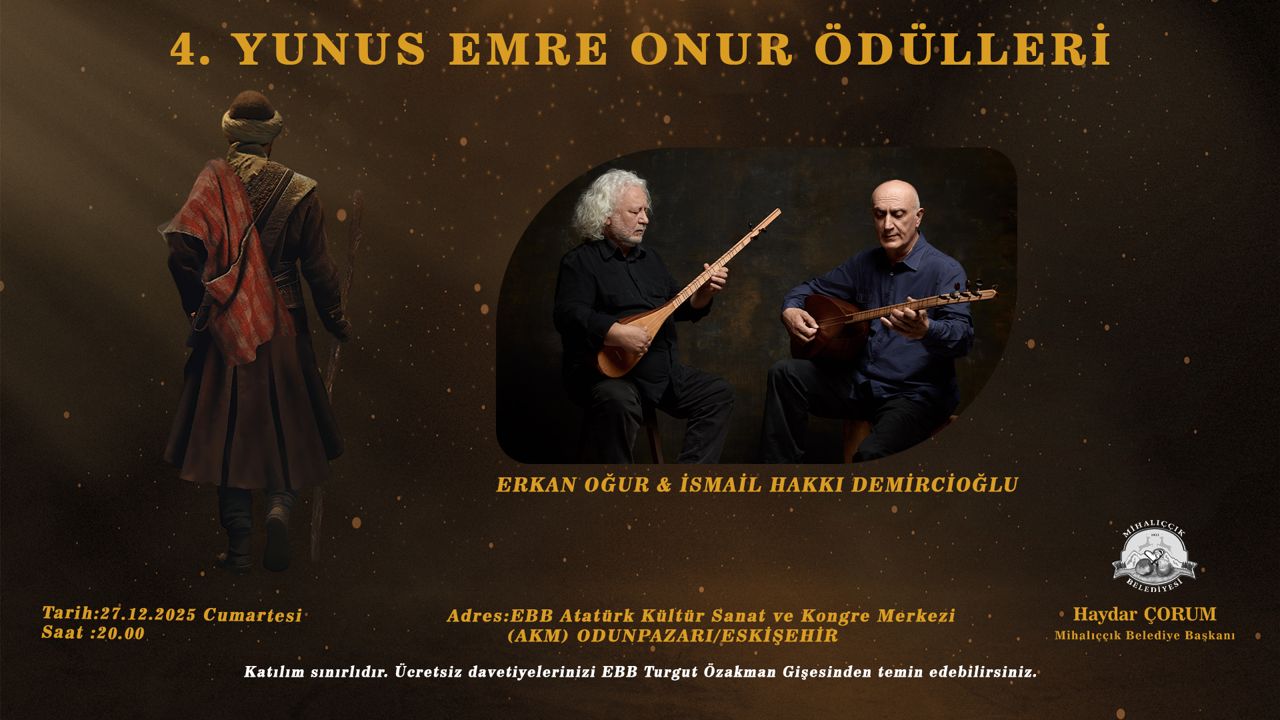 4. YUNUS EMRE ONUR ÖDÜLLERİ
ERKAN OĞUR & İSMAİL HAKKI DEMİRCİOĞLU
MİHALIÇÇIK
BELEDİYESİ
Haydar ÇORUM
Mihalıççık Belediye Başkanı
Tarih:27.12.2025 Cumartesi
Saat :20.00
Adres:EBB Atatürk Kültür Sanat ve Kongre Merkezi
(AKM) ODUNPAZARI/ESKİŞEHİR
Katılım sınırlıdır. Ücretsiz davetiyelerinizi EBB Turgut Özakman Gişesinden temin edebilirsiniz.